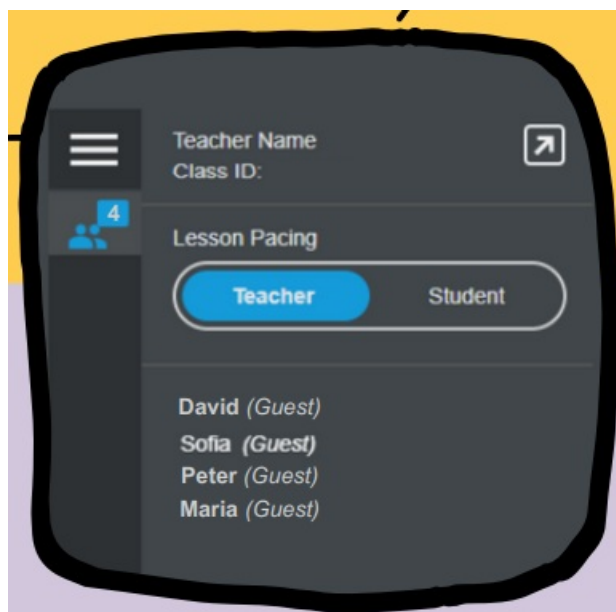 Teacher Name
Class ID:
4
Lesson Pacing
Teacher Student
David (Guest)
Sofia (Guest)
Peter (Guest)
Maria (Guest)